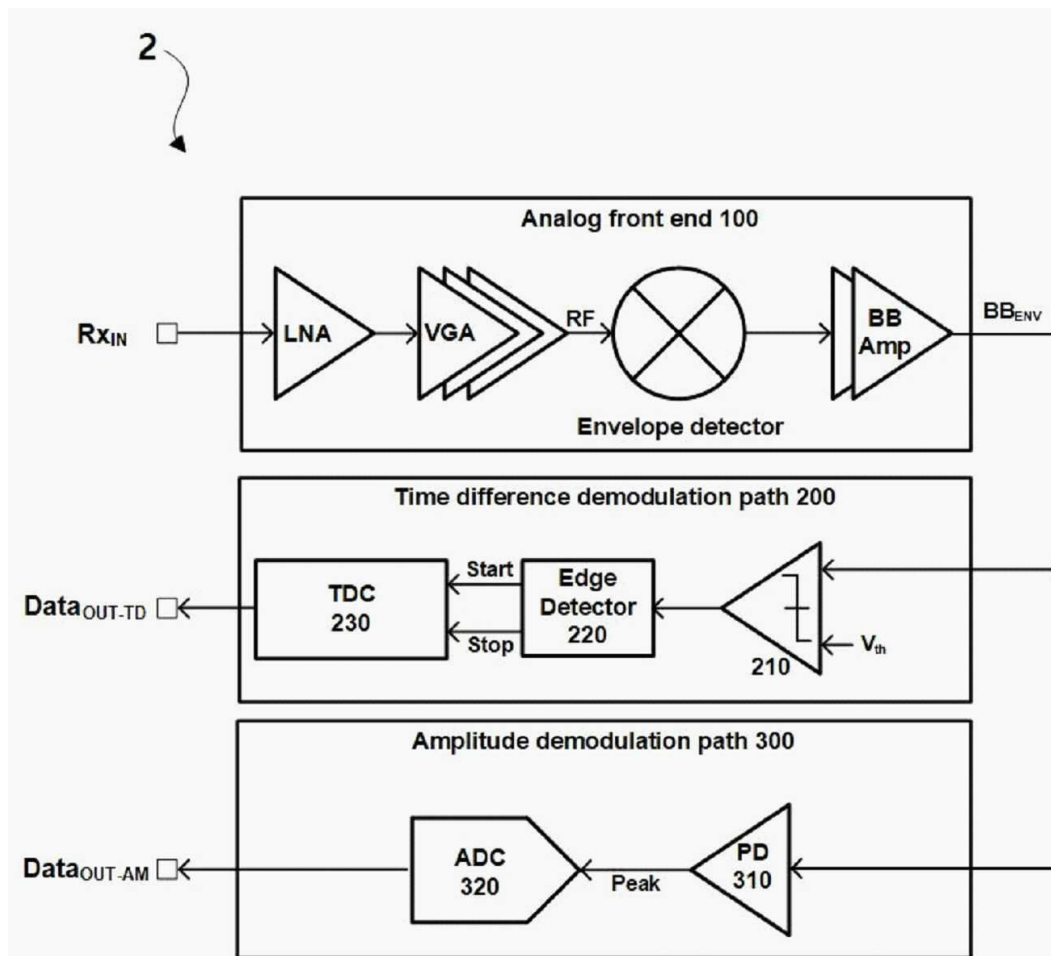 2
Analog front end 100
RxIN
LNA
VGA
RF
BB
Amp
BBENV
Envelope detector
Time difference demodulation path 200
DataOUT-TD
TDC
230
Start
Stop
Edge
Detector
220
210
Vth
Amplitude demodulation path 300
DataOUT-AM
ADC
320
Peak
PD
310